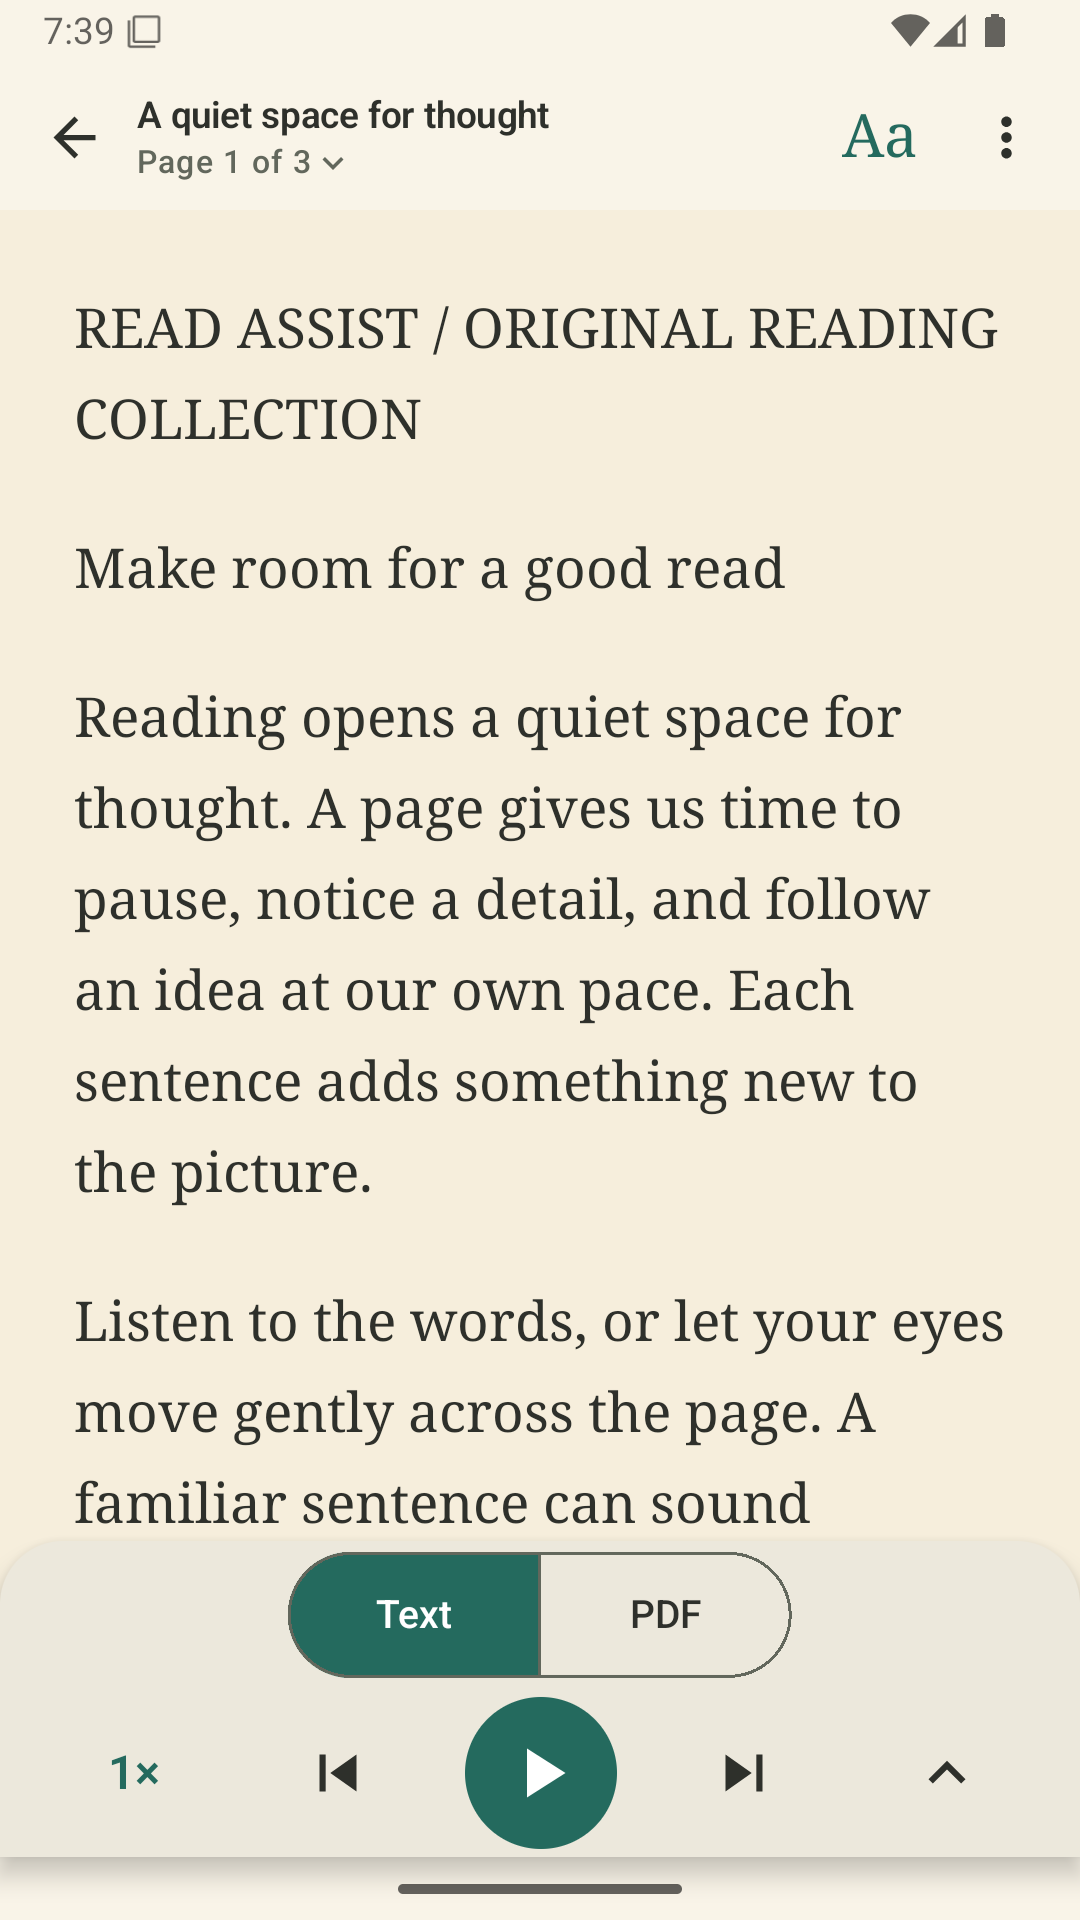 7:39
A quiet space for thought
Page 1 of 3
Aa
READ ASSIST / ORIGINAL READING
COLLECTION
Make room for a good read
Reading opens a quiet space for
thought. A page gives us time to
pause, notice a detail, and follow
an idea at our own pace. Each
sentence adds something new to
the picture.
Listen to the words, or let your eyes
move gently across the page. A
familiar sentence can sound
Text
PDF
1×